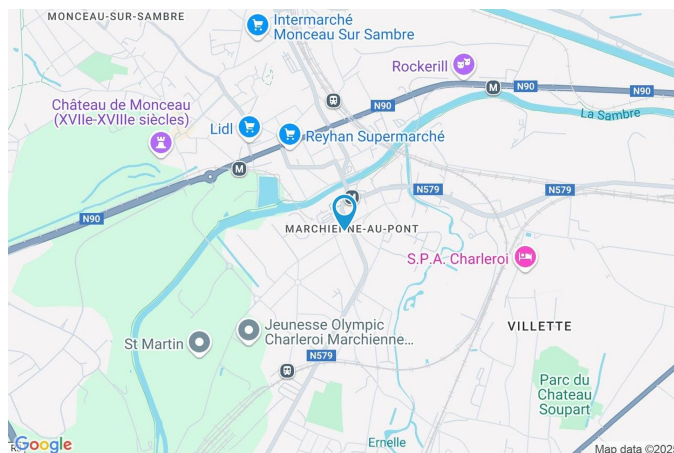 MONCEAU-SUR-SAMBRE
Intermarché
Monceau Sur Sambre
Rockerill
M
N90
N90
Château de Monceau
(XVIIe-XVIIIe siècles)
N90
La Sambre
Lidl
Reyhan Supermarché
M
M
N579
N579
N90
MARCHIENNE-AU-PONT
S.P.A. Charleroi
Jeunesse Olympic
Charleroi Marchienne...
St Martin
VILLETTE
N579
Parc du
Chateau
Soupart
Ernelle
Google
Map data ©2025